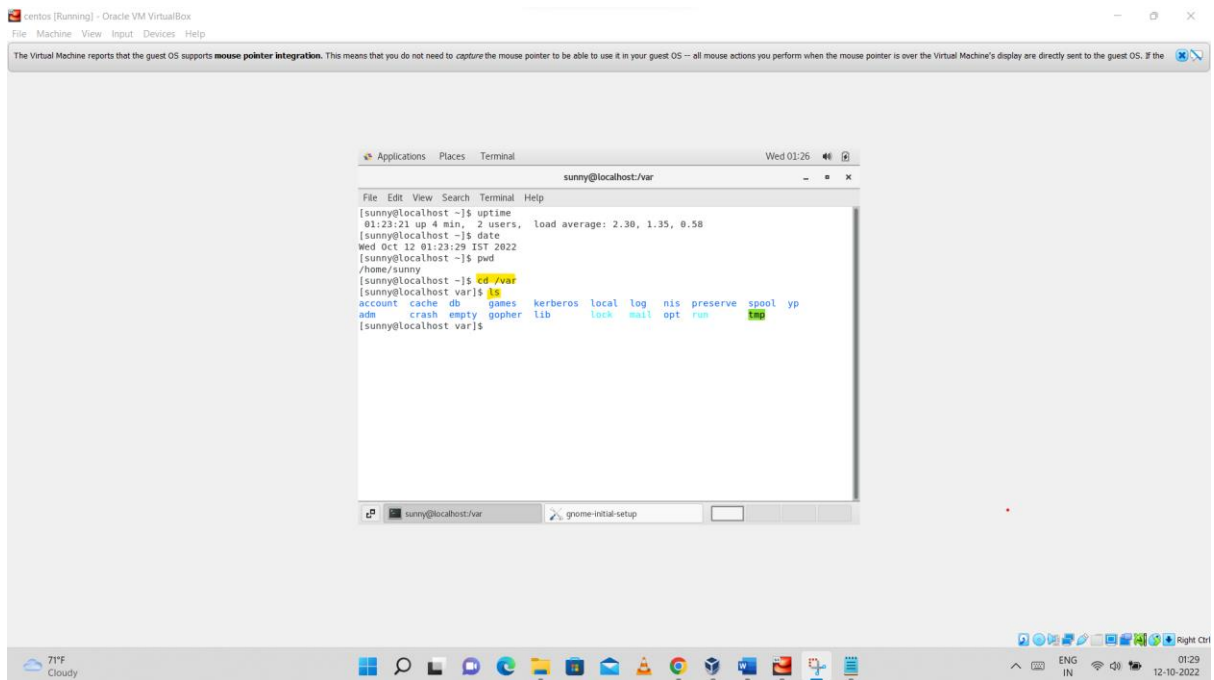 centos [Running] - Oracle VM VirtualBox
File Machine View Input Devices Help
The Virtual Machine reports that the guest OS supports mouse pointer integration. This means that you do not need to capture the mouse pointer to be able to use it in your guest OS -- all mouse actions you perform when the mouse pointer is over the Virtual Machine's display are directly sent to the guest OS. If the
Applications Places Terminal Wed 01:26
sunny@localhost:/var
File Edit View Search Terminal Help
[sunny@localhost ~]$ uptime
01:23:21 up 4 min, 2 users, load average: 2.30, 1.35, 0.58
[sunny@localhost ~]$ date
Wed Oct 12 01:23:29 IST 2022
[sunny@localhost ~]$ pwd
/home/sunny
[sunny@localhost ~]$ cd /var
[sunny@localhost var]$ ls
account cache db games kerberos local log nis preserve spool yp
adm crash empty gopher lib lock mail opt run tmp
[sunny@localhost var]$
sunny@localhost:/var gnome-initial-setup
Right Ctrl
71°F
Cloudy
ENG
IN
01:29
12-10-2022